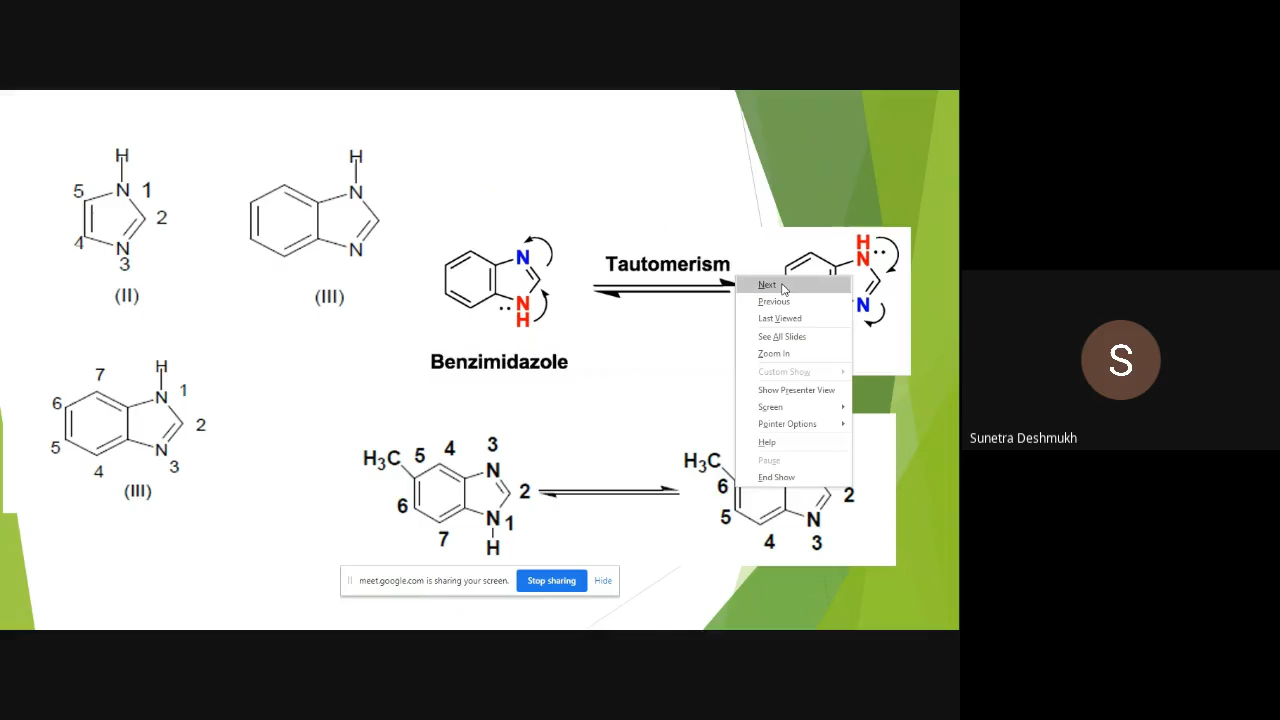 H
5
N
1
2
4
N
3
(II)
H
N
N
(III)
N
N
H
Benzimidazole
Tautomerism
H
N
N
Next
Previous
Last Viewed
See All Slides
Zoom In
Custom Show
Show Presenter View
Screen
Pointer Options
Help
Pause
End Show
H
7
N
1
6
2
5
N
4
3
(III)
H3C
5
4
3
N
2
6
N
1
7
H
H3C
6
2
5
N
4
3
meet.google.com is sharing your screen.
Stop sharing
Hide
S
Sunetra Deshmukh